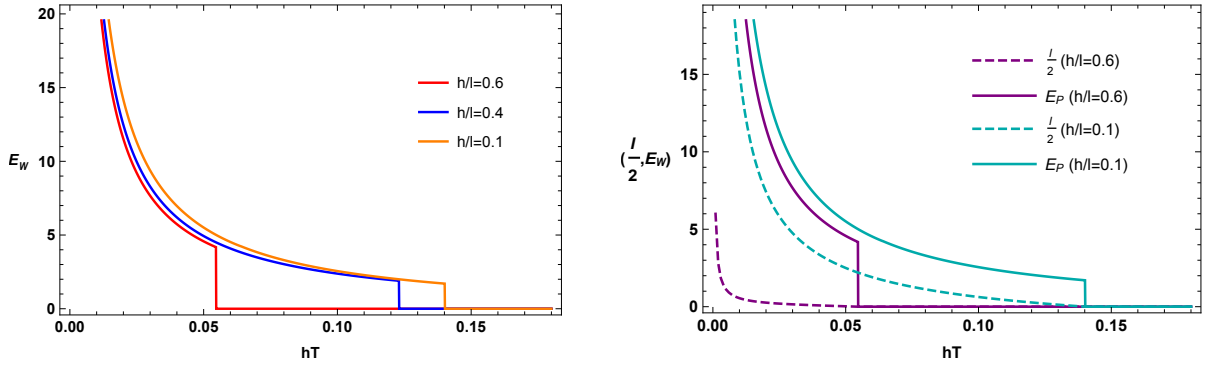 20
15
10
5
0
E_W
0.00 0.05 0.10 0.15
hT
h/l=0.6
h/l=0.4
h/l=0.1
15
10
5
0
(I/2,E_W)
0.00 0.05 0.10 0.15
hT
I/2 (h/l=0.6)
E_P (h/l=0.6)
I/2 (h/l=0.1)
E_P (h/l=0.1)